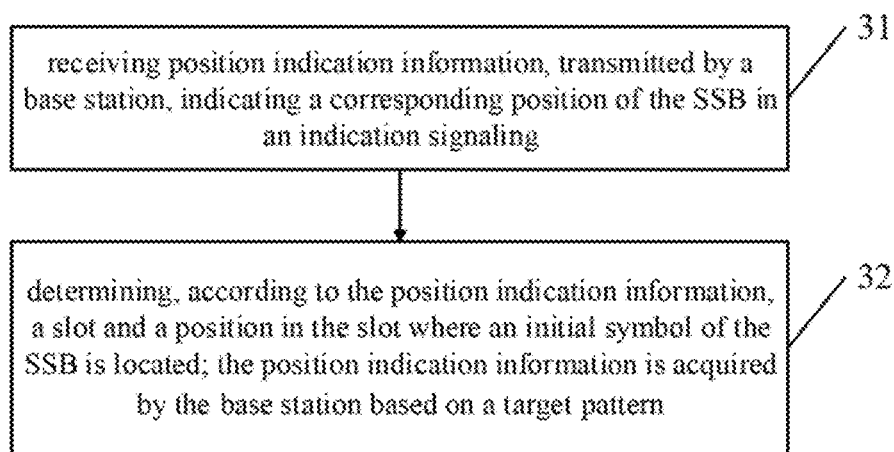 31
receiving position indication information, transmitted by a
base station, indicating a corresponding position of the SSB in
an indication signaling
32
determining, according to the position indication information,
a slot and a position in the slot where an initial symbol of the
SSB is located; the position indication information is acquired
by the base station based on a target pattern